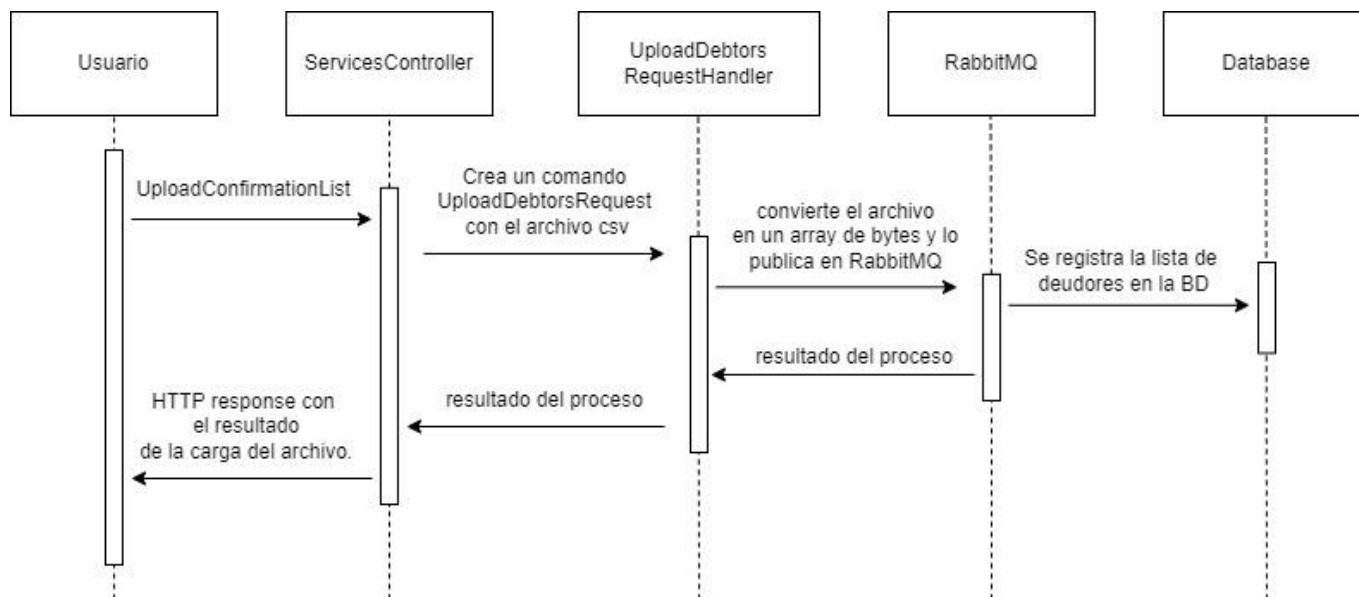 Usuario
ServicesController
UploadDebtors
RequestHandler
RabbitMQ
Database
UploadConfirmationList
Crea un comando
UploadDebtorsRequest
con el archivo csv
convierte el archivo
en un array de bytes y lo
publica en RabbitMQ
Se registra la lista de
deudores en la BD
resultado del proceso
resultado del proceso
HTTP response con
el resultado
de la carga del archivo.